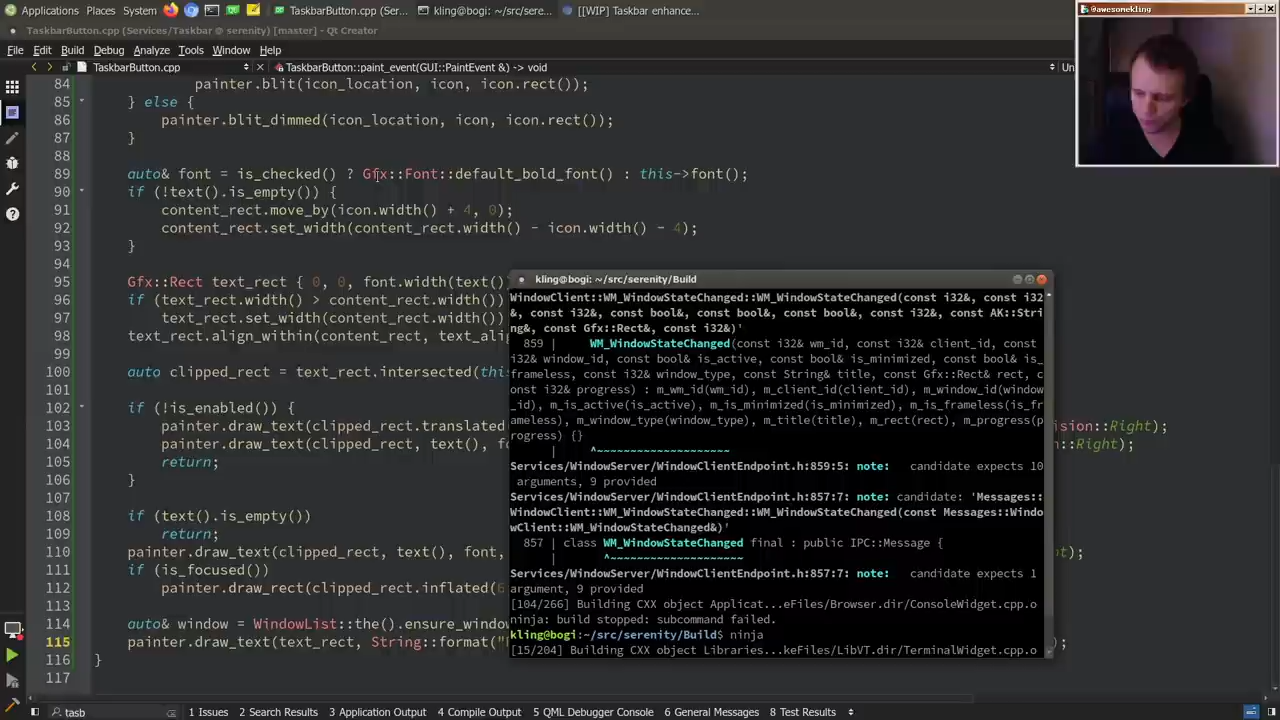 Applications Places System TaskbarButton.cpp (Ser... kling@bogi: ~/src/sere... [[WIP] Taskbar enhance...
@awesomekling
TaskbarButton.cpp (Services/Taskbar @ serenity) [master] - Qt Creator
File Edit Build Debug Analyze Tools Window Help
TaskbarButton.cpp TaskbarButton::paint_event(GUI::PaintEvent &) -> void Un
84 painter.blit(icon_location, icon, icon.rect());
85 } else {
86 painter.blit_dimmed(icon_location, icon, icon.rect());
87 }
88
89 auto& font = is_checked() ? Gfx::Font::default_bold_font() : this->font();
90 if (!text().is_empty()) {
91 content_rect.move_by(icon.width() + 4, 0);
92 content_rect.set_width(content_rect.width() - icon.width() - 4);
93 }
94
95 Gfx::Rect text_rect { 0, 0, font.width(text()
96 if (text_rect.width() > content_rect.width())
97 text_rect.set_width(content_rect.width()
98 text_rect.align_within(content_rect, text_al
99
100 auto clipped_rect = text_rect.intersected(thi
101
102 if (!is_enabled()) {
103 painter.draw_text(clipped_rect.translated ision::Right);
104 painter.draw_text(clipped_rect, text(), fo n::Right);
105 return;
106 }
107
108 if (text().is_empty())
109 return;
110 painter.draw_text(clipped_rect, text(), font, t);
111 if (is_focused())
112 painter.draw_rect(clipped_rect.inflated(6
113
114 auto& window = WindowList::the().ensure_window
115 painter.draw_text(text_rect, String::format(" );
116 }
117
kling@bogi: ~/src/serenity/Build
WindowClient::WM_WindowStateChanged::WM_WindowStateChanged(const i32&, const i32
&, const i32&, const bool&, const bool&, const bool&, const i32&, const AK::Stri
ng&, const Gfx::Rect&, const i32&)'
859 | WM_WindowStateChanged(const i32& wm_id, const i32& client_id, const
i32& window_id, const bool& is_active, const bool& is_minimized, const bool& is_
frameless, const i32& window_type, const String& title, const Gfx::Rect& rect, c
onst i32& progress) : m_wm_id(wm_id), m_client_id(client_id), m_window_id(window
_id), m_is_active(is_active), m_is_minimized(is_minimized), m_is_frameless(is_fr
ameless), m_window_type(window_type), m_title(title), m_rect(rect), m_progress(p
rogress) {}
| ^~~~~~~~~~~~~~~~~~~~~
Services/WindowServer/WindowClientEndpoint.h:859:5: note: candidate expects 10
arguments, 9 provided
Services/WindowServer/WindowClientEndpoint.h:857:7: note: candidate: 'Messages::
WindowClient::WM_WindowStateChanged::WM_WindowStateChanged(const Messages::Windo
wClient::WM_WindowStateChanged&)'
857 | class WM_WindowStateChanged final : public IPC::Message {
| ^~~~~~~~~~~~~~~~~~~~~
Services/WindowServer/WindowClientEndpoint.h:857:7: note: candidate expects 1
argument, 9 provided
[104/266] Building CXX object Applicat...eFiles/Browser.dir/ConsoleWidget.cpp.o
ninja: build stopped: subcommand failed.
kling@bogi:~/src/serenity/Build$ ninja
[15/204] Building CXX object Libraries...keFiles/LibVT.dir/TerminalWidget.cpp.o
tasb 1 Issues 2 Search Results 3 Application Output 4 Compile Output 5 QML Debugger Console 6 General Messages 8 Test Results